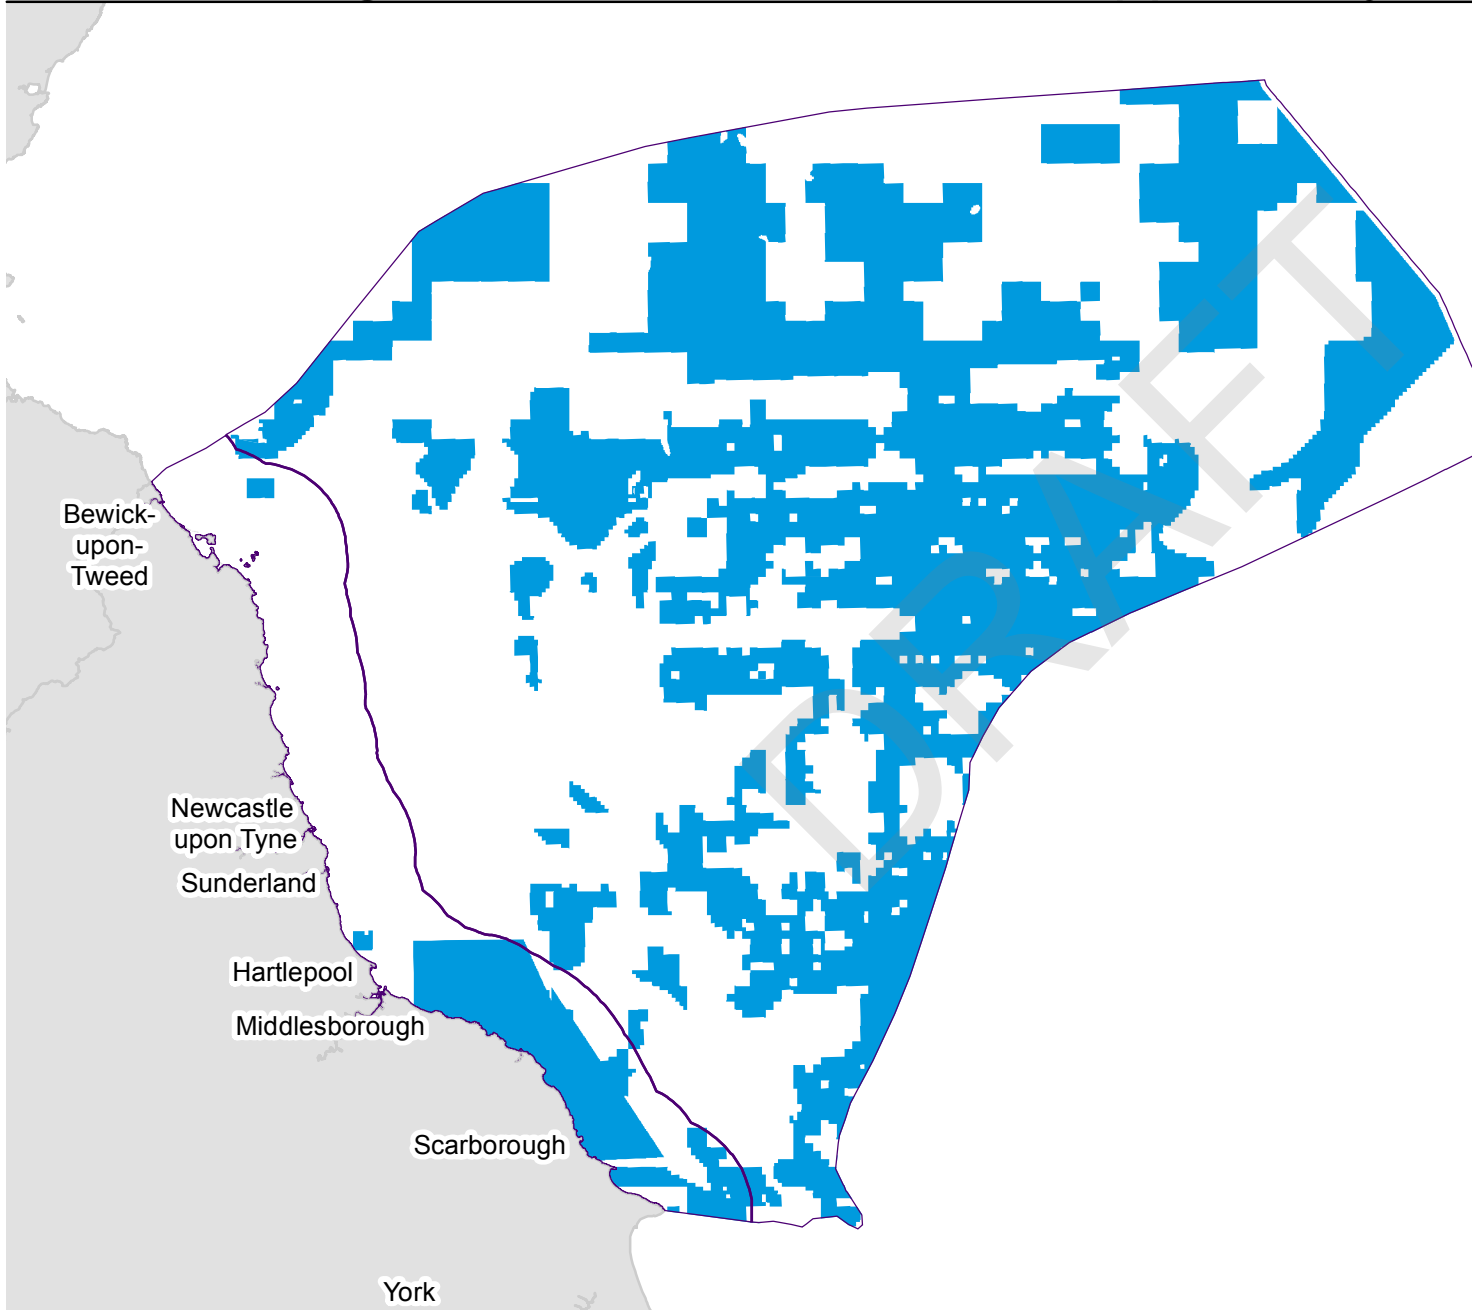 DRAFT
Bewick-
upon-
Tweed
Newcastle
upon Tyne
Sunderland
Hartlepool
Middlesborough
Scarborough
York